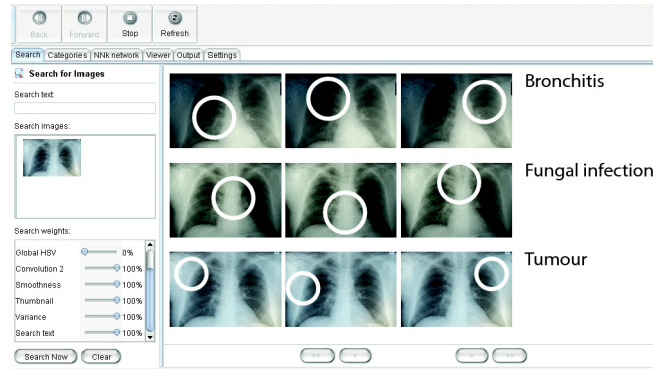 Back Forward Stop Refresh
Search Categories NNk network Viewer Output Settings
Search for Images
Search text:
Search images:
Search weights:
Global HSV 0%
Convolution 2 100%
Smoothness 100%
Thumbnail 100%
Variance 100%
Search text 100%
Search Now Clear
Bronchitis
Fungal infection
Tumour
<< < > >>